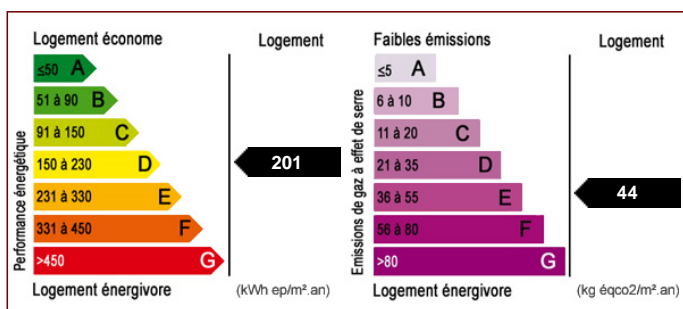 Logement économe
Logement
≤50 A
51 à 90 B
91 à 150 C
150 à 230 D
231 à 330 E
331 à 450 F
>450 G
201
Performance énergétique
Logement énergivore
(kWh ep/m².an)
Faibles émissions
Logement
≤5 A
6 à 10 B
11 à 20 C
21 à 35 D
36 à 55 E
56 à 80 F
>80 G
44
Emissions de gaz à effet de serre
Logement énergivore
(kg éqco2/m².an)